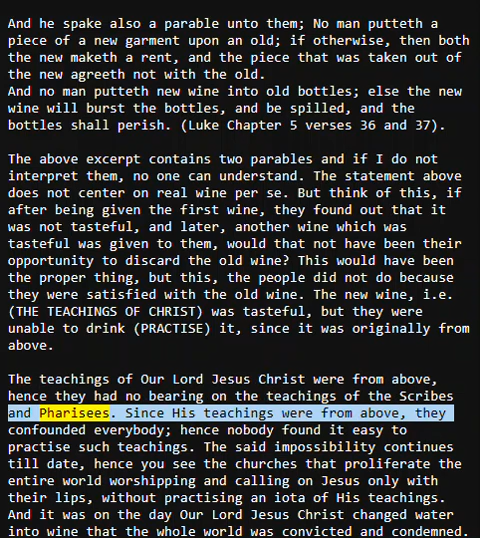 And he spake also a parable unto them; No man putteth a
piece of a new garment upon an old; if otherwise, then both
the new maketh a rent, and the piece that was taken out of
the new agreeth not with the old.
And no man putteth new wine into old bottles; else the new
wine will burst the bottles, and be spilled, and the
bottles shall perish. (Luke Chapter 5 verses 36 and 37).
The above excerpt contains two parables and if I do not
interpret them, no one can understand. The statement above
does not center on real wine per se. But think of this, if
after being given the first wine, they found out that it
was not tasteful, and later, another wine which was
tasteful was given to them, would that not have been their
opportunity to discard the old wine? This would have been
the proper thing, but this, the people did not do because
they were satisfied with the old wine. The new wine, i.e.
(THE TEACHINGS OF CHRIST) was tasteful, but they were
unable to drink (PRACTISE) it, since it was originally from
above.
The teachings of Our Lord Jesus Christ were from above,
hence they had no bearing on the teachings of the Scribes
and Pharisees. Since His teachings were from above, they
confounded everybody; hence nobody found it easy to
practise such teachings. The said impossibility continues
till date, hence you see the churches that proliferate the
entire world worshipping and calling on Jesus only with
their lips, without practising an iota of His teachings.
And it was on the day Our Lord Jesus Christ changed water
into wine that the whole world was convicted and condemned.